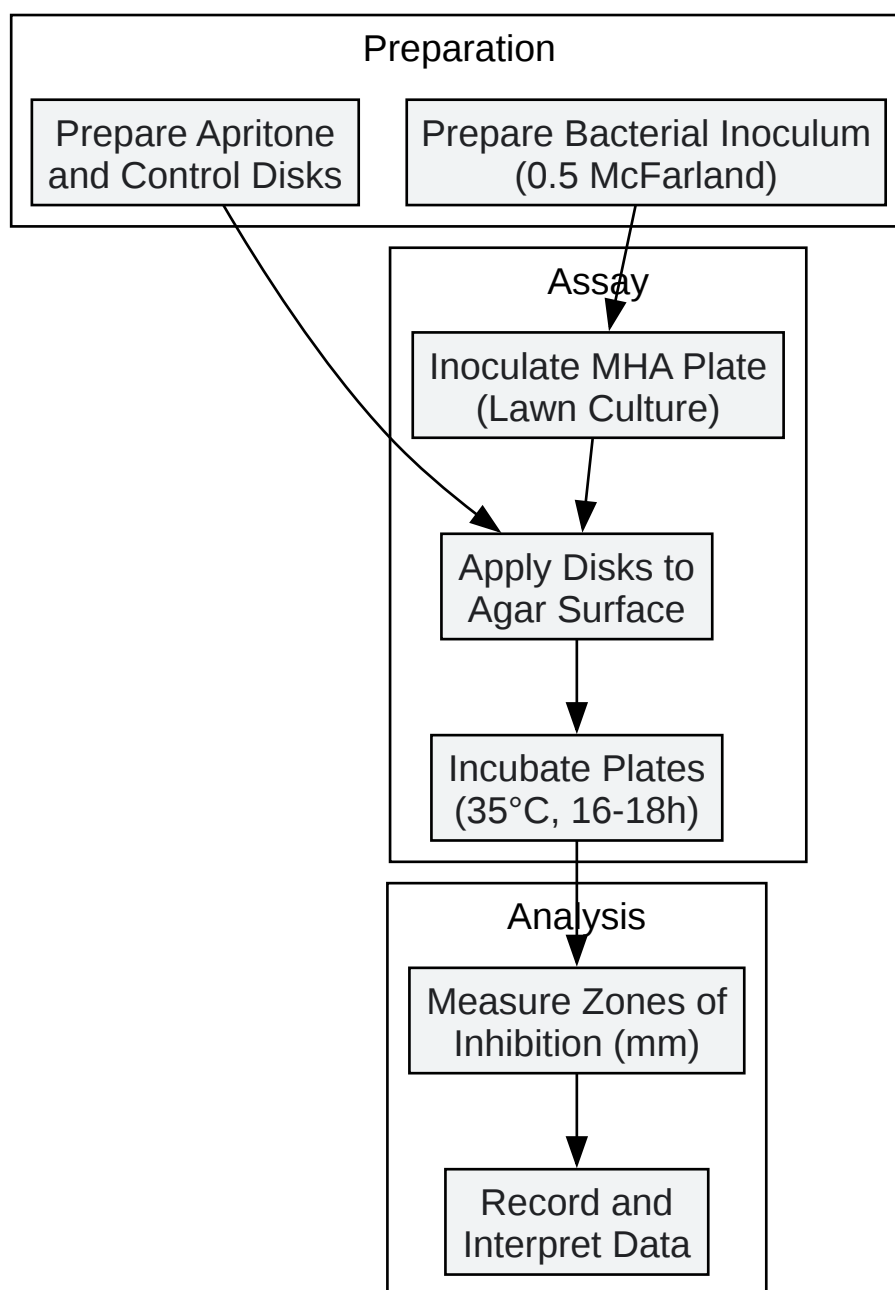 Preparation
Prepare Apritone
and Control Disks
Prepare Bacterial Inoculum
(0.5 McFarland)
Assay
Inoculate MHA Plate
(Lawn Culture)
Apply Disks to
Agar Surface
Incubate Plates
(35°C, 16-18h)
Analysis
Measure Zones of
Inhibition (mm)
Record and
Interpret Data